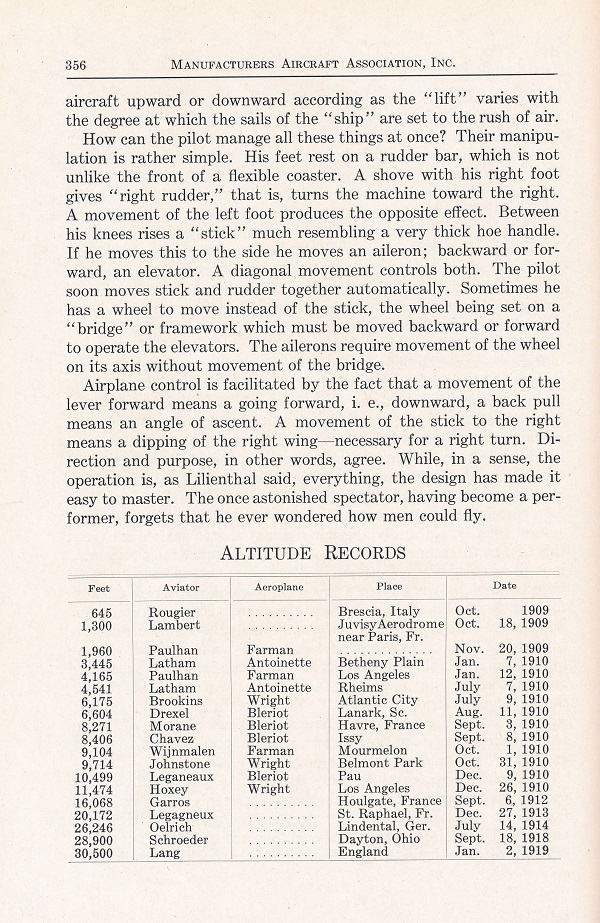 356 MANUFACTURERS AIRCRAFT ASSOCIATION, INC.
aircraft upward or downward according as the "lift" varies with
the degree at which the sails of the "ship" are set to the rush of air.
How can the pilot manage all these things at once? Their manipu-
lation is rather simple. His feet rest on a rudder bar, which is not
unlike the front of a flexible coaster. A shove with his right foot
gives "right rudder," that is, turns the machine toward the right.
A movement of the left foot produces the opposite effect. Between
his knees rises a "stick" much resembling a very thick hoe handle.
If he moves this to the side he moves an aileron; backward or for-
ward, an elevator. A diagonal movement controls both. The pilot
soon moves stick and rudder together automatically. Sometimes he
has a wheel to move instead of the stick, the wheel being set on a
"bridge" or framework which must be moved backward or forward
to operate the elevators. The ailerons require movement of the wheel
on its axis without movement of the bridge.
Airplane control is facilitated by the fact that a movement of the
lever forward means a going forward, i. e., downward, a back pull
means an angle of ascent. A movement of the stick to the right
means a dipping of the right wing—necessary for a right turn. Di-
rection and purpose, in other words, agree. While, in a sense, the
operation is, as Lilienthal said, everything, the design has made it
easy to master. The once astonished spectator, having become a per-
former, forgets that he ever wondered how men could fly.
ALTITUDE RECORDS
Feet Aviator Aeroplane Place Date
645 Rougier .......... Brescia, Italy Oct. 1909
1,300 Lambert .......... Juvisy Aerodrome Oct. 18, 1909
near Paris, Fr.
1,960 Paulhan Farman .............. Nov. 20, 1909
3,445 Latham Antoinette Betheny Plain Jan. 7, 1910
4,165 Paulhan Farman Los Angeles Jan. 12, 1910
4,541 Latham Antoinette Rheims July 7, 1910
6,175 Brookins Wright Atlantic City July 9, 1910
6,604 Drexel Bleriot Lanark, Sc. Aug. 11, 1910
8,271 Morane Bleriot Havre, France Sept. 3, 1910
8,406 Chavez Bleriot Issy Sept. 8, 1910
9,104 Wijnmalen Farman Mourmelon Oct. 1, 1910
9,714 Johnstone Wright Belmont Park Oct. 31, 1910
10,499 Leganeaux Bleriot Pau Dec. 9, 1910
11,474 Hoxey Wright Los Angeles Dec. 26, 1910
16,068 Garros .......... Houlgate, France Sept. 6, 1912
20,172 Legagneux .......... St. Raphael, Fr. Dec. 27, 1913
26,246 Oelrich .......... Lindental, Ger. July 14, 1914
28,900 Schroeder .......... Dayton, Ohio Sept. 18, 1918
30,500 Lang .......... England Jan. 2, 1919